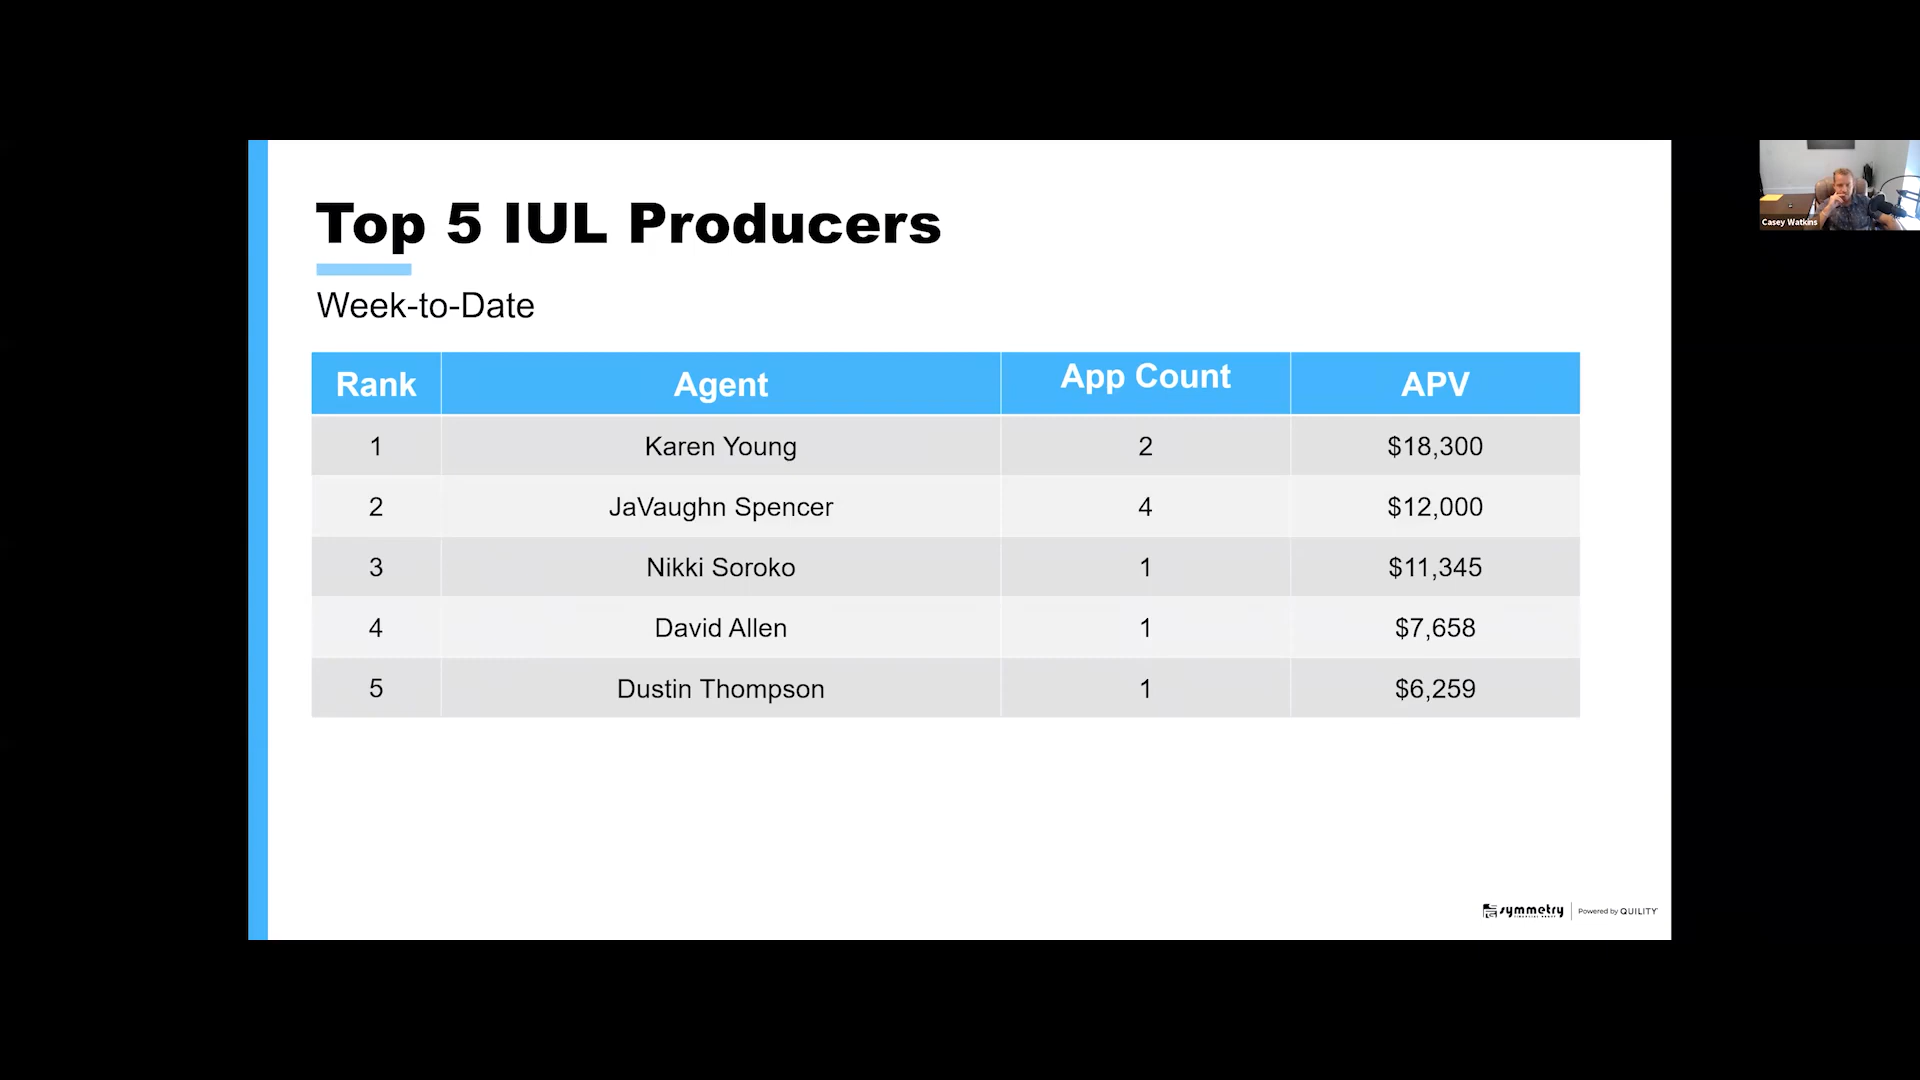 Top 5 IUL Producers
Week-to-Date
Rank Agent App Count APV
1 Karen Young 2 $18,300
2 JaVaughn Spencer 4 $12,000
3 Nikki Soroko 1 $11,345
4 David Allen 1 $7,658
5 Dustin Thompson 1 $6,259
Casey Watkins
symmetry
FINANCIAL GROUP
Powered by QUILITY